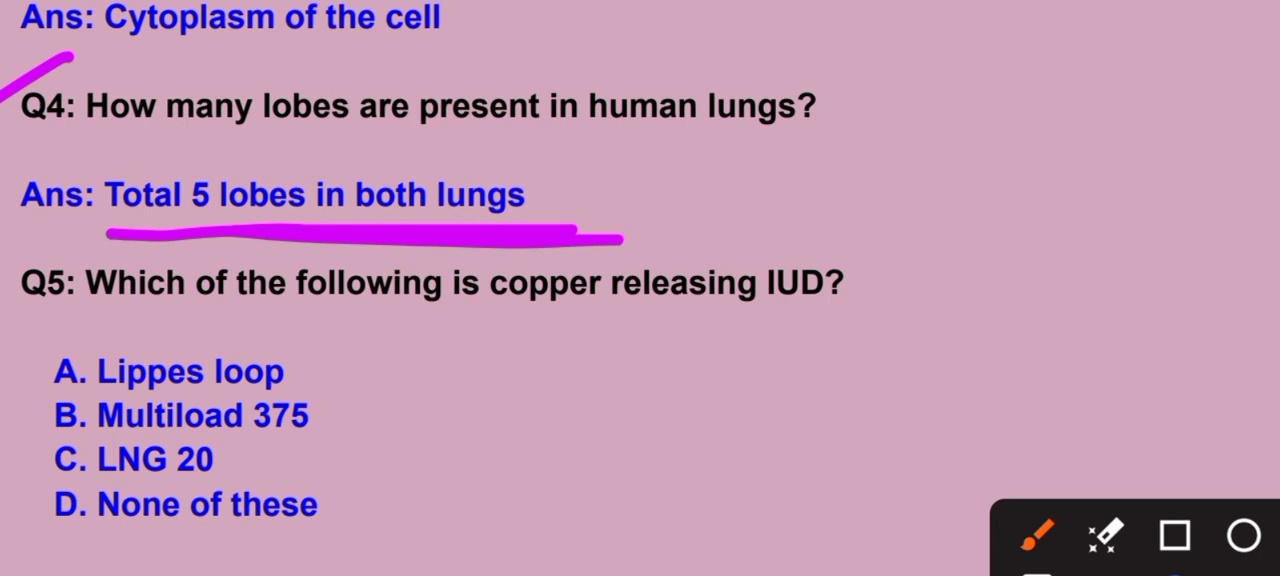 Ans: Cytoplasm of the cell
Q4: How many lobes are present in human lungs?
Ans: Total 5 lobes in both lungs
Q5: Which of the following is copper releasing IUD?
A. Lippes loop
B. Multiload 375
C. LNG 20
D. None of these